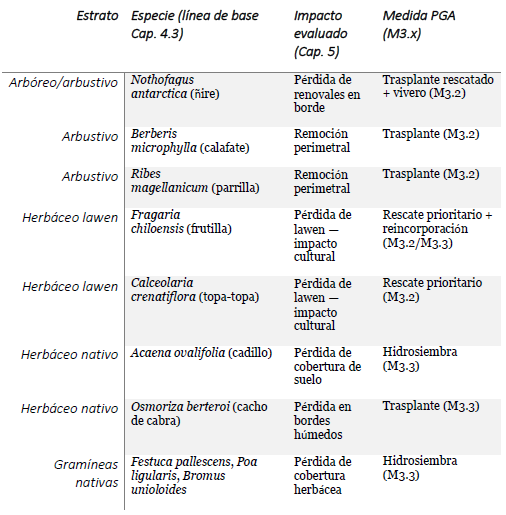 Estrato Especie (línea de base Impacto Medida PGA
Cap. 4.3) evaluado (M3.x)
(Cap. 5)
Arbóreo/arbustivo Nothofagus Pérdida de Trasplante rescatado
antarctica (ñire) renovales en + vivero (M3.2)
borde
Arbustivo Berberis Remoción Trasplante (M3.2)
microphylla (calafate) perimetral
Arbustivo Ribes Remoción Trasplante (M3.2)
magellanicum (parrilla) perimetral
Herbáceo lawen Fragaria Pérdida de Rescate prioritario +
chiloensis (frutilla) lawen — reincorporación
impacto (M3.2/M3.3)
cultural
Herbáceo lawen Calceolaria Pérdida de Rescate prioritario
crenatiflora (topa-topa) lawen — (M3.2)
impacto
cultural
Herbáceo nativo Acaena ovalifolia (cadillo) Pérdida de Hidrosiembra
cobertura de (M3.3)
suelo
Herbáceo nativo Osmoriza berteroi (cacho Pérdida en Trasplante (M3.3)
de cabra) bordes
húmedos
Gramíneas Festuca pallescens, Poa Pérdida de Hidrosiembra
nativas ligularis, Bromus cobertura (M3.3)
unioloides herbácea